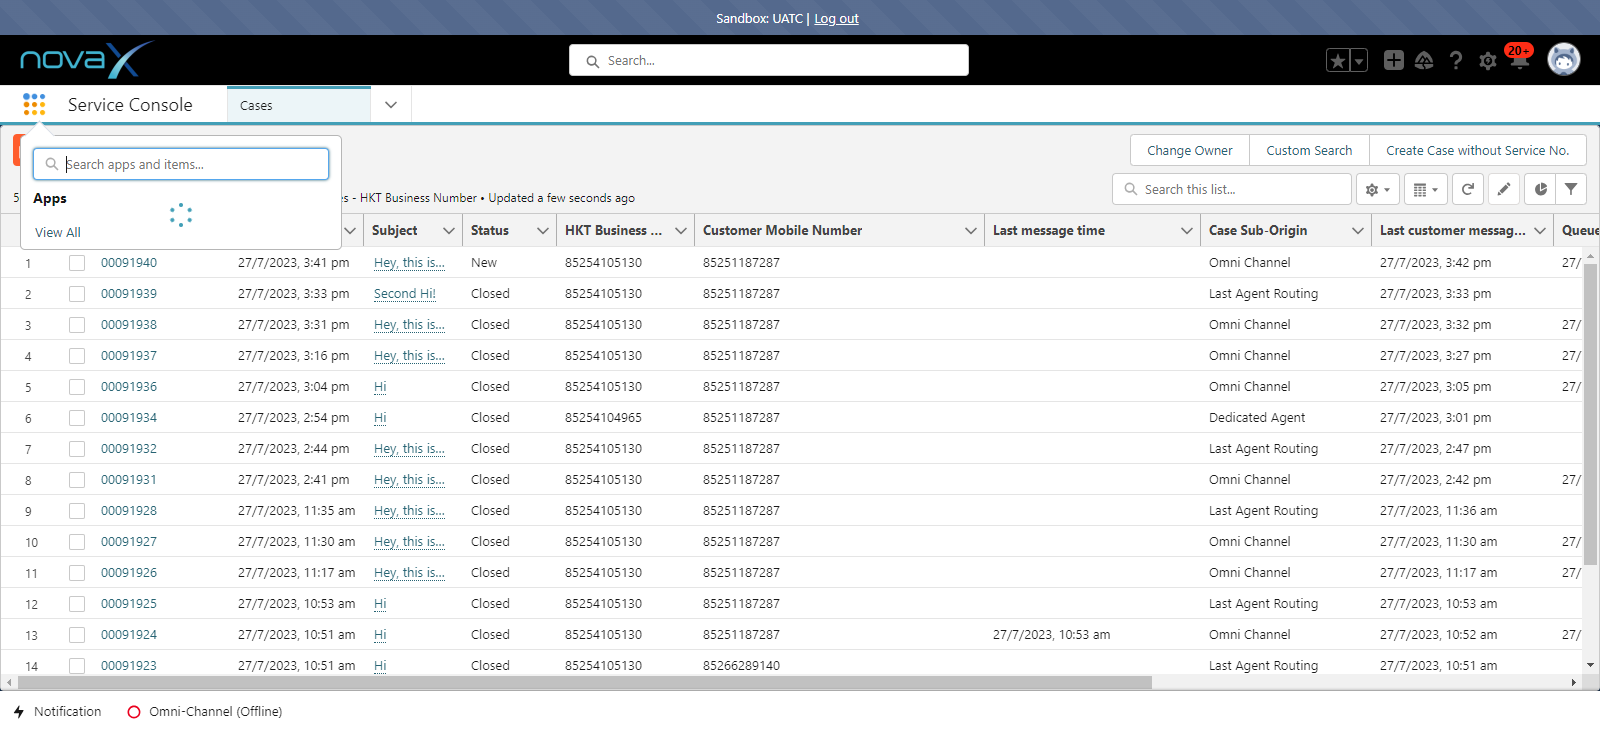 Sandbox: UATC | Log out
novaX
Search...
20+
Service Console
Cases
Search apps and items...
Apps
View All
Change Owner
Custom Search
Create Case without Service No.
5
s - HKT Business Number • Updated a few seconds ago
Search this list...
Subject Status HKT Business ... Customer Mobile Number Last message time Case Sub-Origin Last customer messag... Queue
1 00091940 27/7/2023, 3:41 pm Hey, this is... New 85254105130 85251187287 Omni Channel 27/7/2023, 3:42 pm 27/
2 00091939 27/7/2023, 3:33 pm Second Hi! Closed 85254105130 85251187287 Last Agent Routing 27/7/2023, 3:33 pm
3 00091938 27/7/2023, 3:31 pm Hey, this is... Closed 85254105130 85251187287 Omni Channel 27/7/2023, 3:32 pm 27/
4 00091937 27/7/2023, 3:16 pm Hey, this is... Closed 85254105130 85251187287 Omni Channel 27/7/2023, 3:27 pm 27/
5 00091936 27/7/2023, 3:04 pm Hi Closed 85254105130 85251187287 Omni Channel 27/7/2023, 3:05 pm 27/
6 00091934 27/7/2023, 2:54 pm Hi Closed 85254104965 85251187287 Dedicated Agent 27/7/2023, 3:01 pm
7 00091932 27/7/2023, 2:44 pm Hey, this is... Closed 85254105130 85251187287 Last Agent Routing 27/7/2023, 2:47 pm
8 00091931 27/7/2023, 2:41 pm Hey, this is... Closed 85254105130 85251187287 Omni Channel 27/7/2023, 2:42 pm 27/
9 00091928 27/7/2023, 11:35 am Hey, this is... Closed 85254105130 85251187287 Last Agent Routing 27/7/2023, 11:36 am
10 00091927 27/7/2023, 11:30 am Hey, this is... Closed 85254105130 85251187287 Omni Channel 27/7/2023, 11:30 am 27/
11 00091926 27/7/2023, 11:17 am Hey, this is... Closed 85254105130 85251187287 Omni Channel 27/7/2023, 11:17 am 27/
12 00091925 27/7/2023, 10:53 am Hi Closed 85254105130 85251187287 Last Agent Routing 27/7/2023, 10:53 am
13 00091924 27/7/2023, 10:51 am Hi Closed 85254105130 85251187287 27/7/2023, 10:53 am Omni Channel 27/7/2023, 10:52 am 27/
14 00091923 27/7/2023, 10:51 am Hi Closed 85254105130 85266289140 Last Agent Routing 27/7/2023, 10:51 am
Notification
Omni-Channel (Offline)